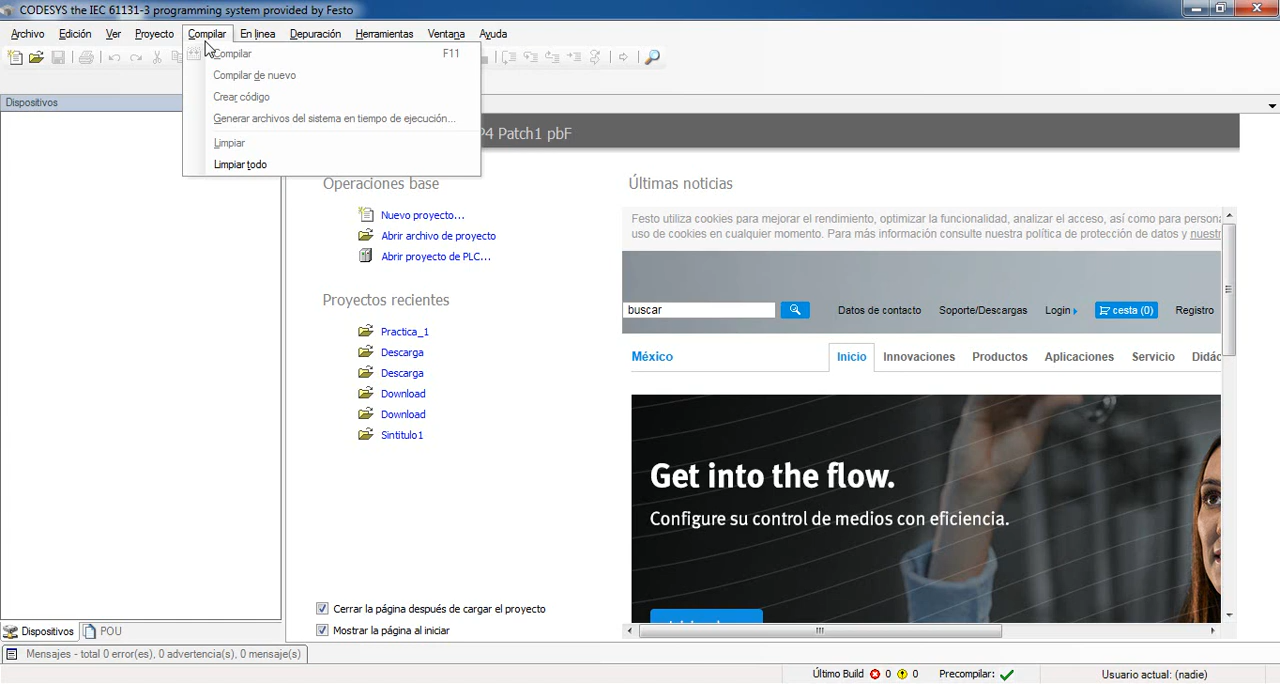 CODESYS the IEC 61131-3 programming system provided by Festo
Archivo Edición Ver Proyecto Compilar En línea Depuración Herramientas Ventana Ayuda
Compilar F11
Compilar de nuevo
Crear código
Generar archivos del sistema en tiempo de ejecución...
Limpiar
Limpiar todo
Dispositivos
P4 Patch1 pbF
Operaciones base
Nuevo proyecto...
Abrir archivo de proyecto
Abrir proyecto de PLC...
Proyectos recientes
Practica_1
Descarga
Descarga
Download
Download
Sintitulo1
Cerrar la página después de cargar el proyecto
Mostrar la página al iniciar
Últimas noticias
Festo utiliza cookies para mejorar el rendimiento, optimizar la funcionalidad, analizar el acceso, así como para persona
uso de cookies en cualquier momento. Para más información consulte nuestra política de protección de datos y nuestr
buscar
Datos de contacto Soporte/Descargas Login cesta (0) Registro
México Inicio Innovaciones Productos Aplicaciones Servicio Didác
Get into the flow.
Configure su control de medios con eficiencia.
Dispositivos POU
Mensajes - total 0 error(es), 0 advertencia(s), 0 mensaje(s)
Último Build 0 0 Precompilar: Usuario actual: (nadie)